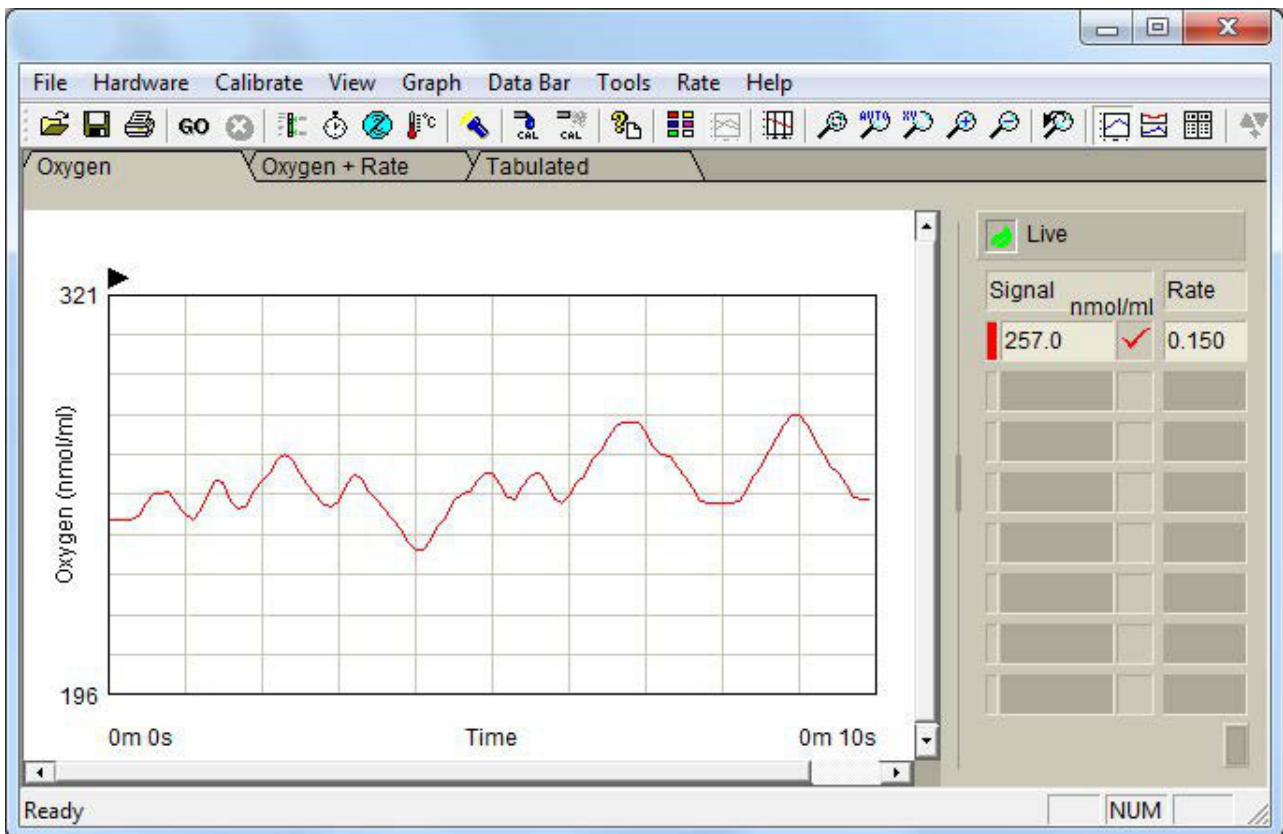 File Hardware Calibrate View Graph Data Bar Tools Rate Help
GO CAL CAL AUTO XY
Oxygen Oxygen + Rate Tabulated
Live
Signal nmol/ml Rate
257.0 0.150
321
Oxygen (nmol/ml)
196
0m 0s Time 0m 10s
Ready NUM